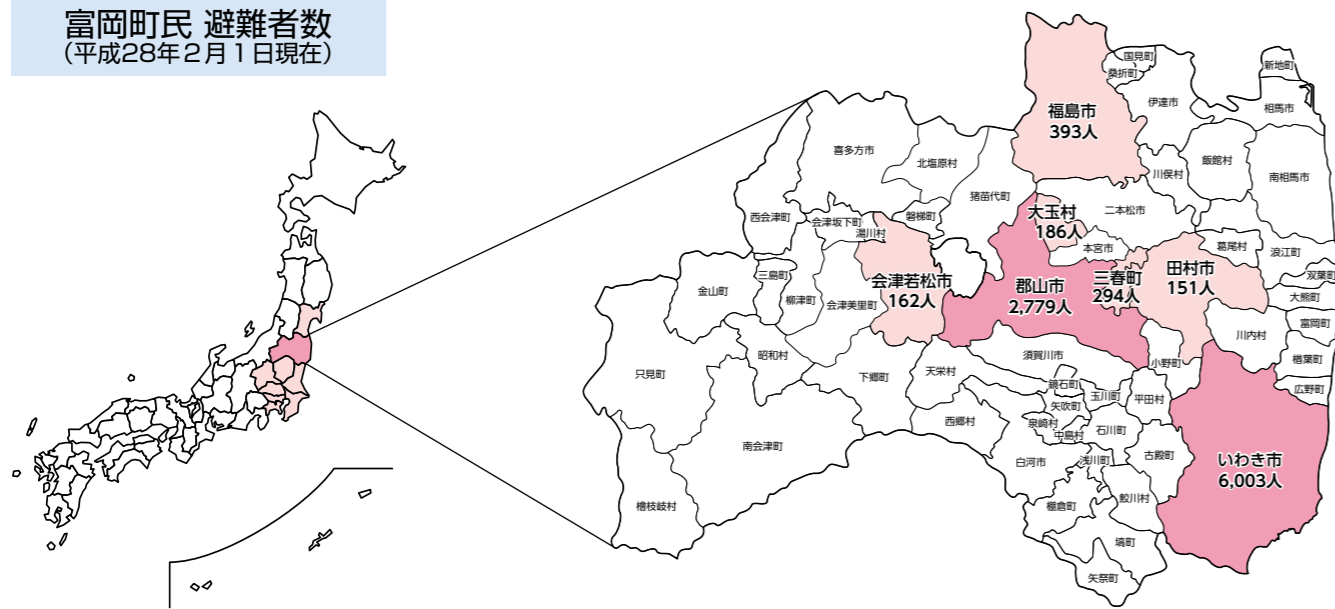 富岡町民 避難者数
（平成28年２月１日現在）
国見町
桑折町
新地町
伊達市
相馬市
福島市
393人
喜多方市
北塩原村
飯館村
川俣村
南相馬市
猪苗代町
西会津町
会津坂下町
磐梯町
湯川村
大玉村
186人
二本松市
本宮市
葛尾村
浪江町
双葉町
三島町
金山町
柳津町
会津美里町
会津若松市
162人
郡山市
2,779人
三春町
294人
田村市
151人
大熊町
富岡町
川内村
楢葉町
広野町
昭和村
只見町
下郷町
天栄村
須賀川市
小野町
鏡石町
玉川町
平田村
矢吹町
西郷村
泉崎村
中島村
石川町
南会津町
白河市
浅川町
古殿町
いわき市
6,003人
檜枝岐村
棚倉町
鮫川村
塙町
矢祭町